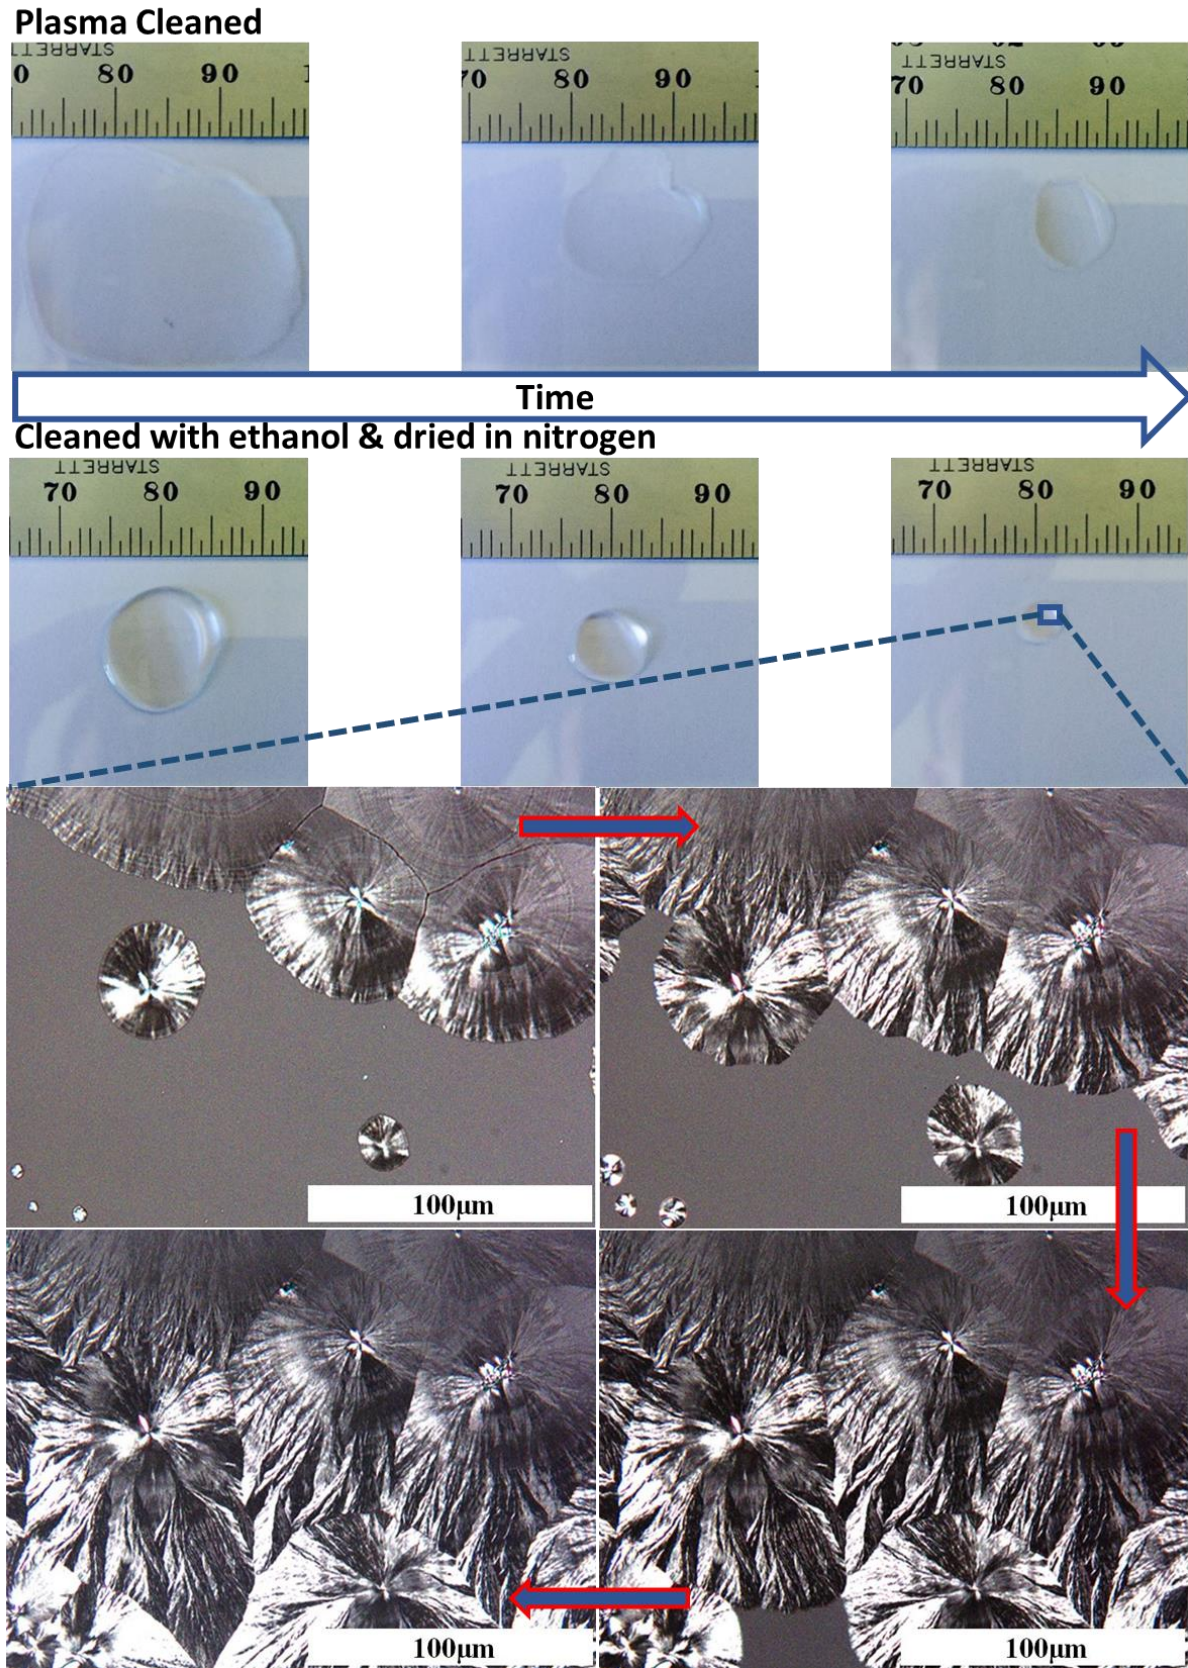 Plasma Cleaned
STARRETT
0 80 90 1
STARRETT
70 80 90
STARRETT
70 80 90
Time
Cleaned with ethanol & dried in nitrogen
STARRETT
70 80 90
STARRETT
70 80 90
STARRETT
70 80 90
100μm
100μm
100μm
100μm